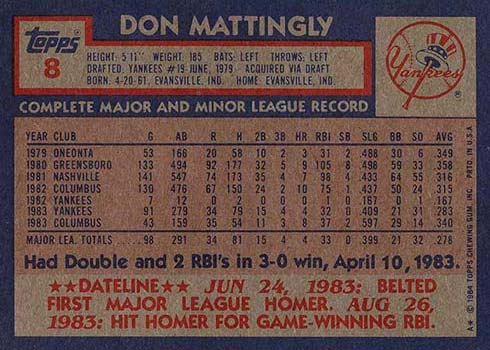 DON MATTINGLY
Topps
8
HEIGHT: 5'11" WEIGHT: 185 BATS: LEFT THROWS: LEFT
DRAFTED: YANKEES #19-JUNE, 1979 ACQUIRED: VIA DRAFT
BORN: 4-20-61, EVANSVILLE, IND. HOME: EVANSVILLE, IND.
Yankees
COMPLETE MAJOR AND MINOR LEAGUE RECORD
YEAR CLUB G AB R H 2B 3B HR RBI SB SLG BB SO AVG
1979 ONEONTA 53 166 20 58 10 2 3 31 2 .488 30 6 .349
1980 GREENSBORO 133 494 92 177 32 5 9 105 8 .498 59 33 .358
1981 NASHVILLE 141 547 74 173 35 4 7 98 4 .433 64 55 .316
1982 COLUMBUS 130 476 67 150 24 2 10 75 1 .437 50 24 .315
1982 YANKEES 7 12 0 2 0 0 0 1 0 .167 0 1 .167
1983 YANKEES 91 279 34 79 15 4 4 32 0 .409 21 31 .283
1983 COLUMBUS 43 159 35 54 11 3 8 37 2 .597 29 14 .340
MAJOR LEA. TOTALS 98 291 34 81 15 4 4 33 0 .399 21 32 .278
Had Double and 2 RBI's in 3-0 win, April 10, 1983.
★★DATELINE★★ JUN 24, 1983: BELTED
FIRST MAJOR LEAGUE HOMER. AUG 26,
1983: HIT HOMER FOR GAME-WINNING RBI.
A★ © 1984 TOPPS CHEWING GUM, INC. PRTD. IN U.S.A.